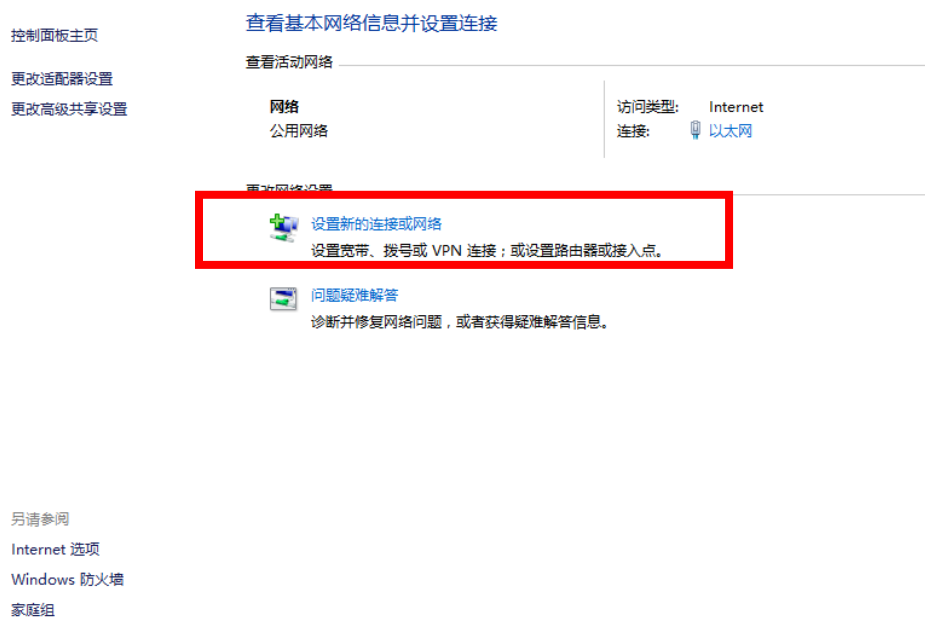 控制面板主页
更改适配器设置
更改高级共享设置
查看基本网络信息并设置连接
查看活动网络
网络
公用网络
访问类型: Internet
连接: 以太网
更改网络设置
设置新的连接或网络
设置宽带、拨号或 VPN 连接；或设置路由器或接入点。
问题疑难解答
诊断并修复网络问题，或者获得疑难解答信息。
另请参阅
Internet 选项
Windows 防火墙
家庭组